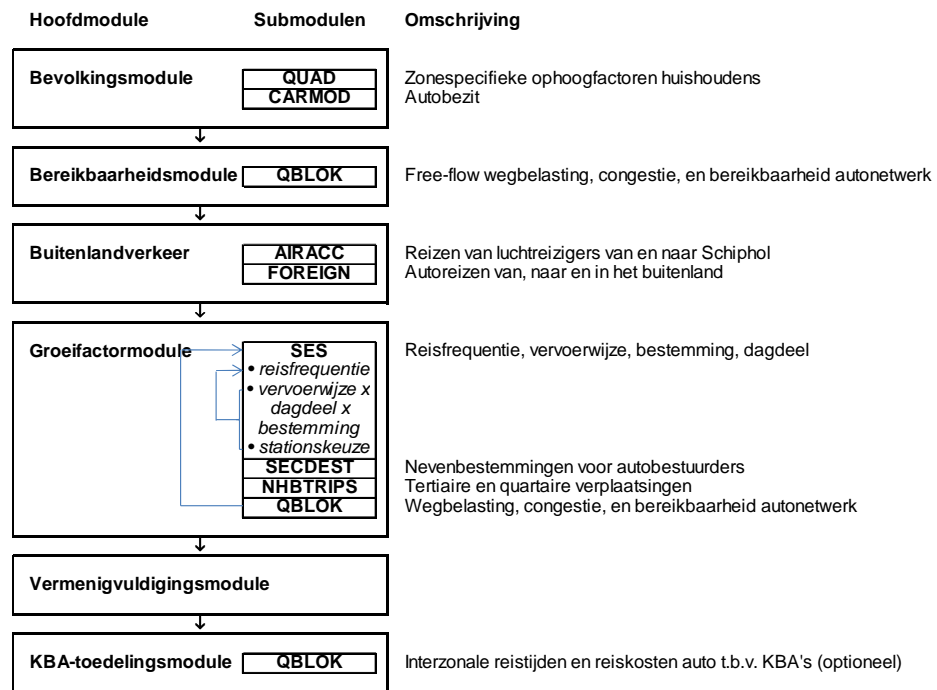 Hoofdmodule Submodulen Omschrijving
Bevolkingsmodule QUAD Zonespecifieke ophoogfactoren huishoudens
CARMOD Autobezit
Bereikbaarheidsmodule QBLOK Free-flow wegbelasting, congestie, en bereikbaarheid autonetwerk
Buitenlandverkeer AIRACC Reizen van luchtreizigers van en naar Schiphol
FOREIGN Autoreizen van, naar en in het buitenland
Groeifactormodule SES Reisfrequentie, vervoerwijze, bestemming, dagdeel
• reisfrequentie
• vervoerwijze x
dagdeel x
bestemming
• stationskeuze
SECDEST Nevenbestemmingen voor autobestuurders
NHBTRIPS Tertiaire en quartaire verplaatsingen
QBLOK Wegbelasting, congestie, en bereikbaarheid autonetwerk
Vermenigvuldigingsmodule
KBA-toedelingsmodule QBLOK Interzonale reistijden en reiskosten auto t.b.v. KBA's (optioneel)